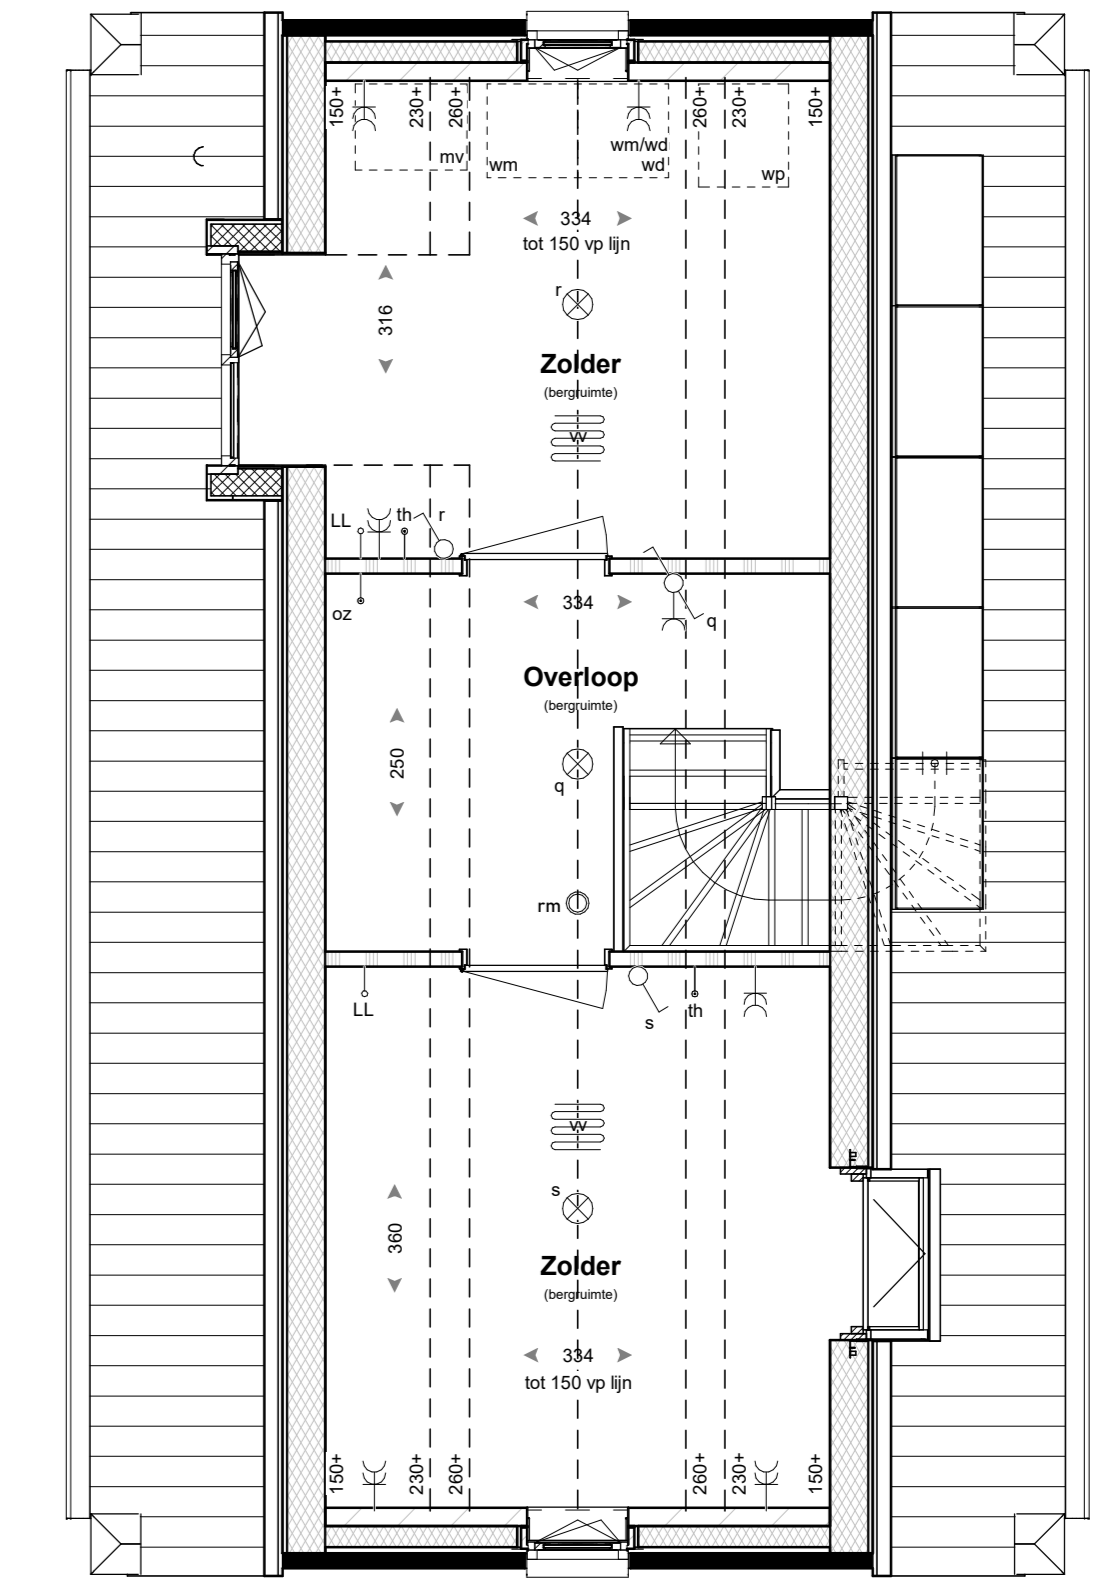 150+
230+
260+
260+
230+
150+
mv
wm
wm/wd
wd
wp
334
tot 150 vp lijn
316
r
Zolder
(bergruimte)
vv
LL
th
r
oz
334
q
Overloop
(bergruimte)
250
q
rm
LL
s
th
vv
s
360
Zolder
(bergruimte)
334
tot 150 vp lijn
150+
230+
260+
260+
230+
150+